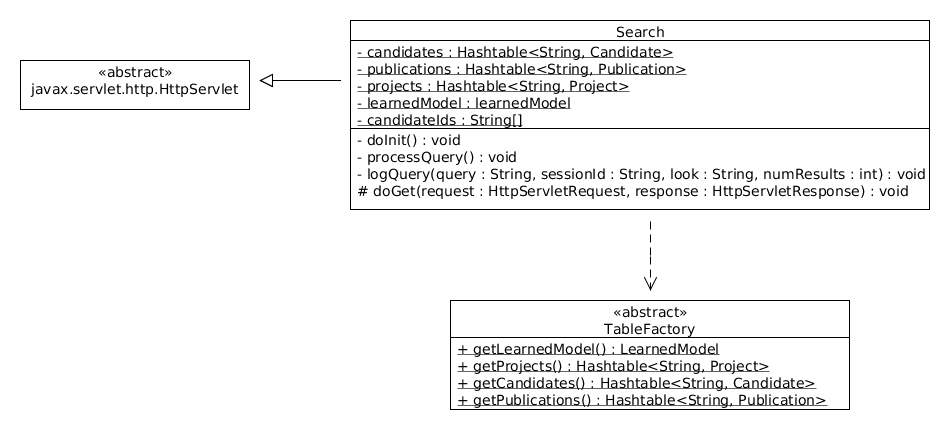 «abstract»
javax.servlet.http.HttpServlet
Search
- candidates : Hashtable<String, Candidate>
- publications : Hashtable<String, Publication>
- projects : Hashtable<String, Project>
- learnedModel : learnedModel
- candidateIds : String[]
- doInit() : void
- processQuery() : void
- logQuery(query : String, sessionId : String, look : String, numResults : int) : void
# doGet(request : HttpServletRequest, response : HttpServletResponse) : void
«abstract»
TableFactory
+ getLearnedModel() : LearnedModel
+ getProjects() : Hashtable<String, Project>
+ getCandidates() : Hashtable<String, Candidate>
+ getPublications() : Hashtable<String, Publication>